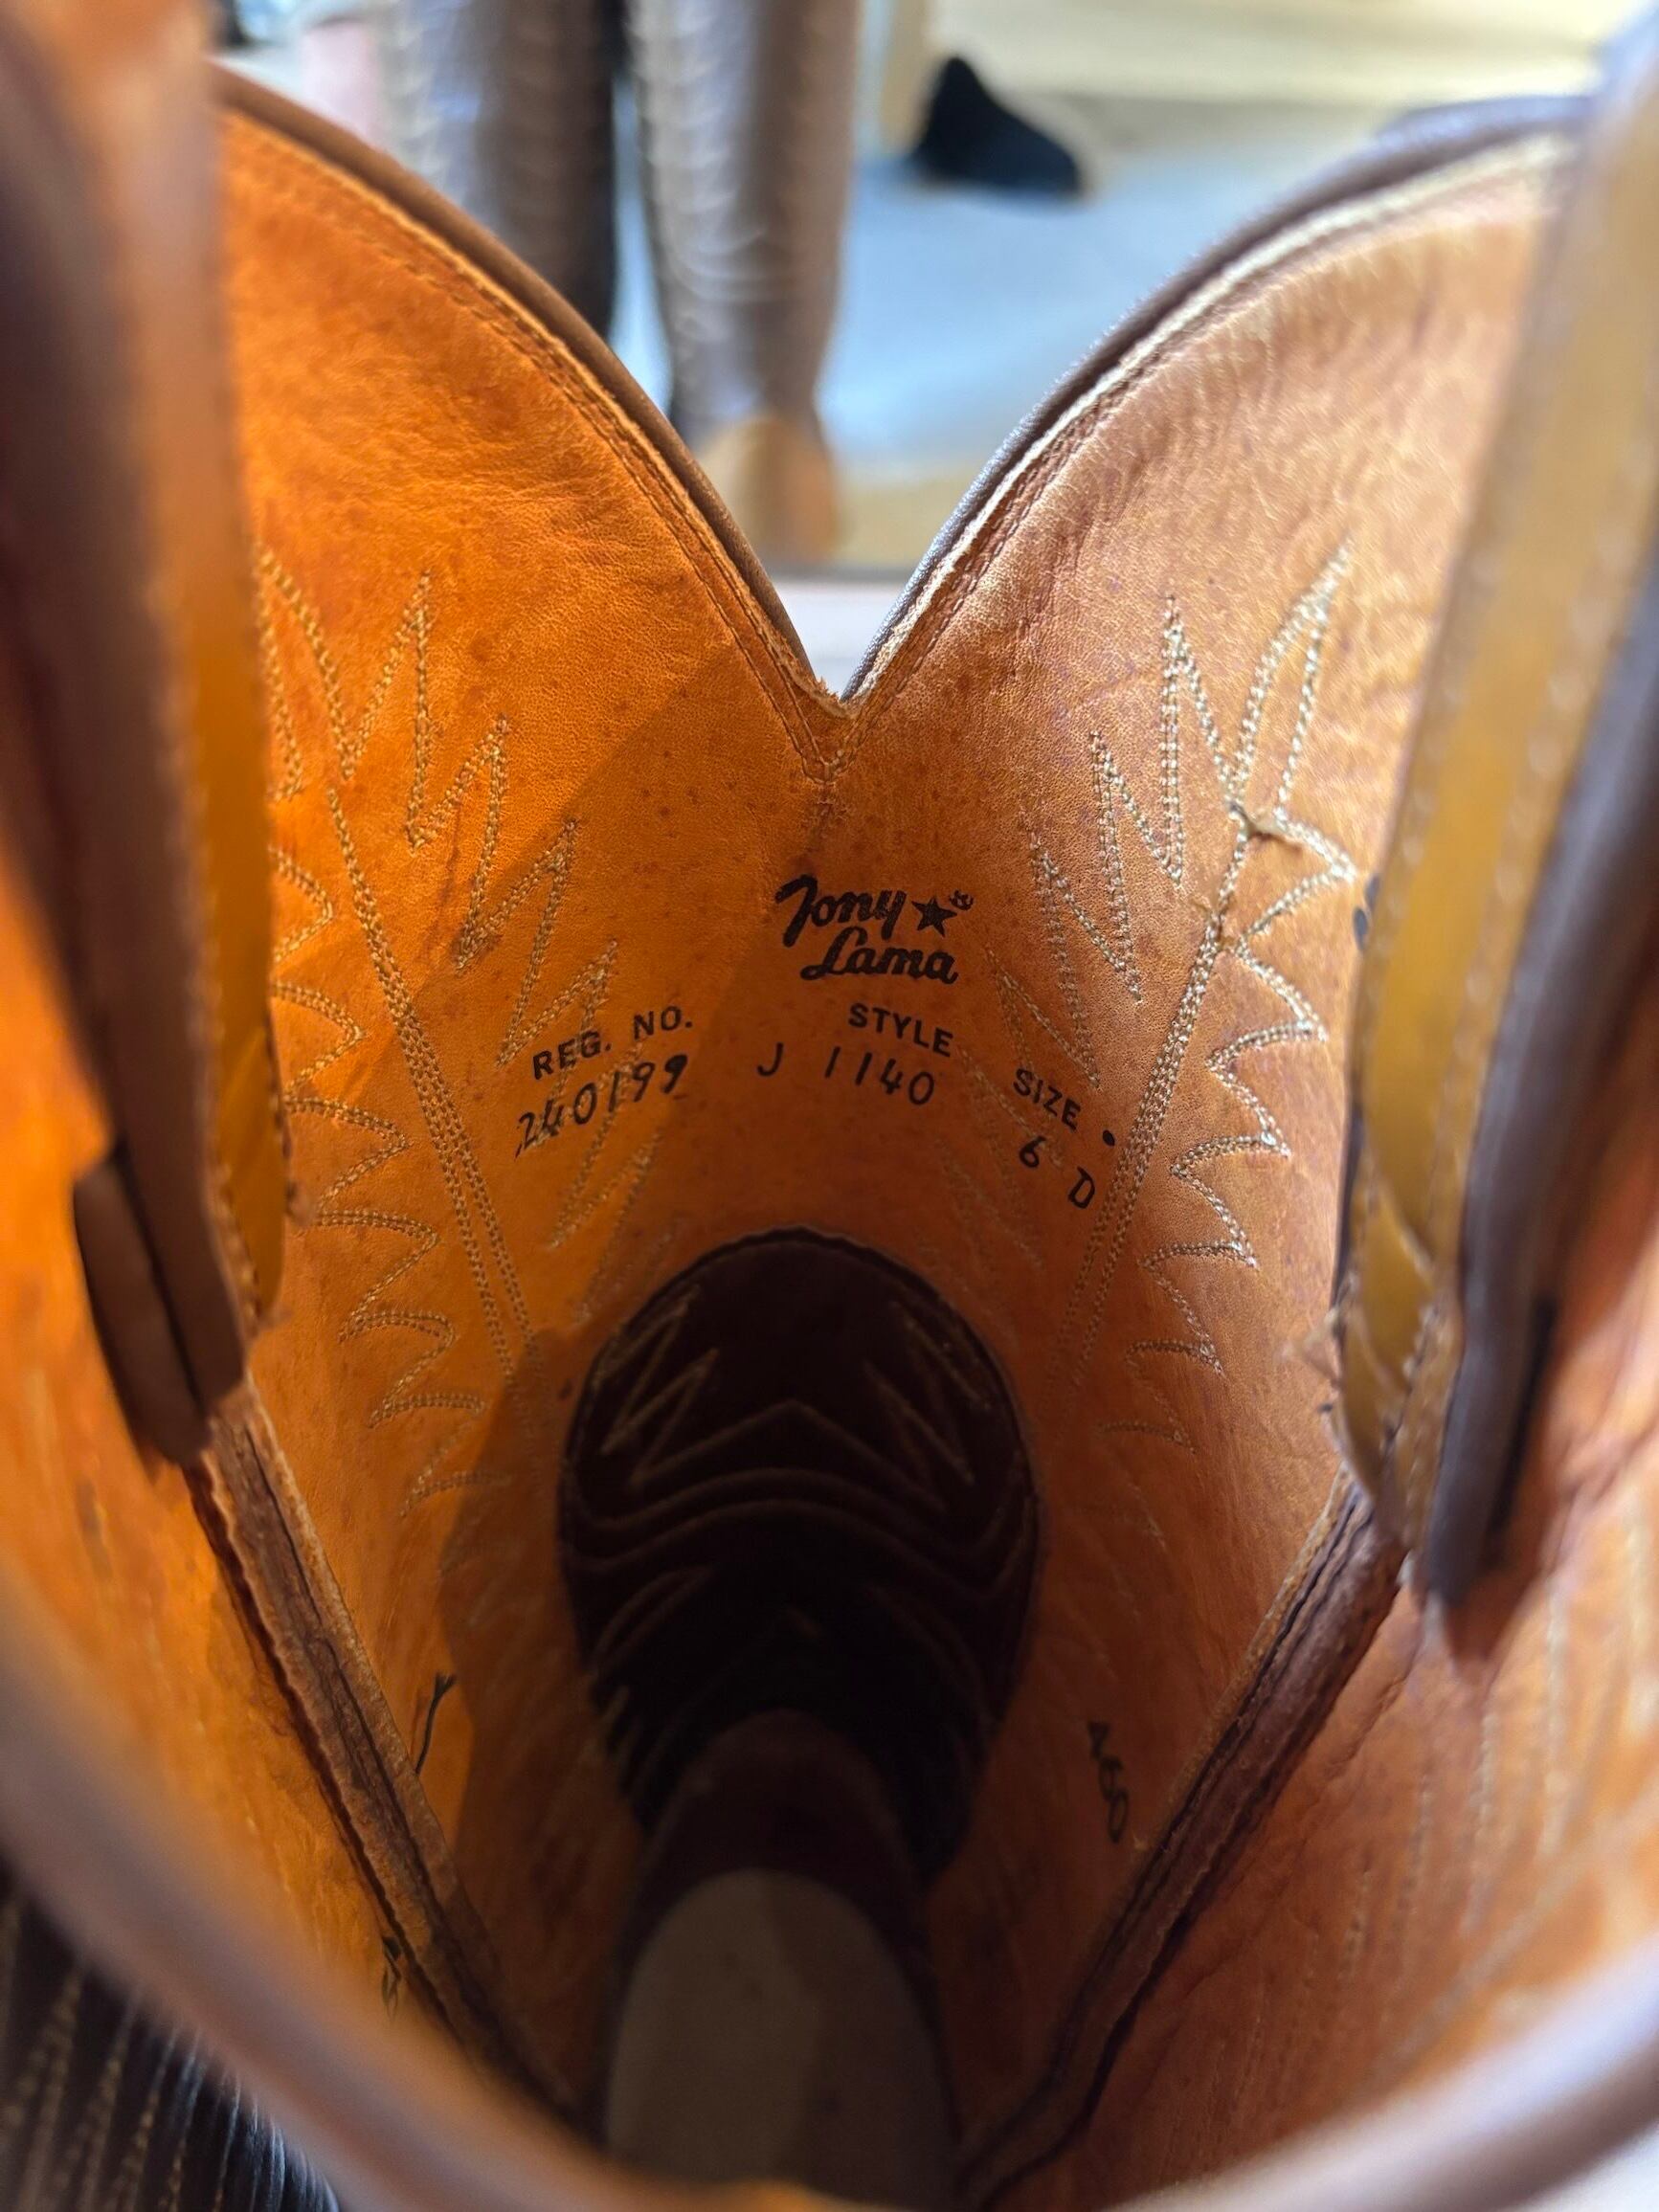 Tony Lama ®
REG. NO. STYLE SIZE
240199 J 1140 6 D